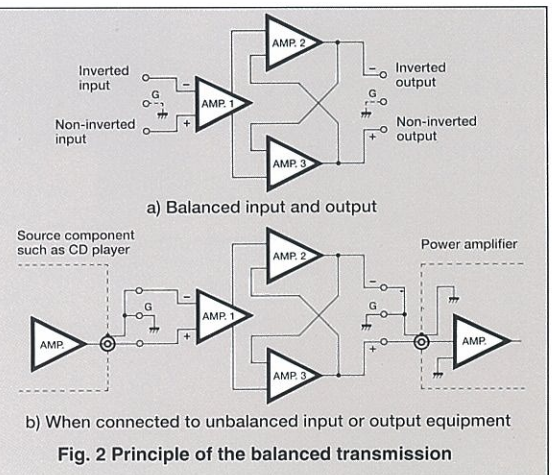 AMP. 2
Inverted
input
Inverted
output
−
−
G
AMP. 1
G
+
+
Non-inverted
input
Non-inverted
output
AMP. 3
a) Balanced input and output
Source component
such as CD player
Power amplifier
AMP. 2
−
−
G
G
AMP. 1
AMP.
AMP.
+
+
AMP. 3
b) When connected to unbalanced input or output equipment
Fig. 2 Principle of the balanced transmission